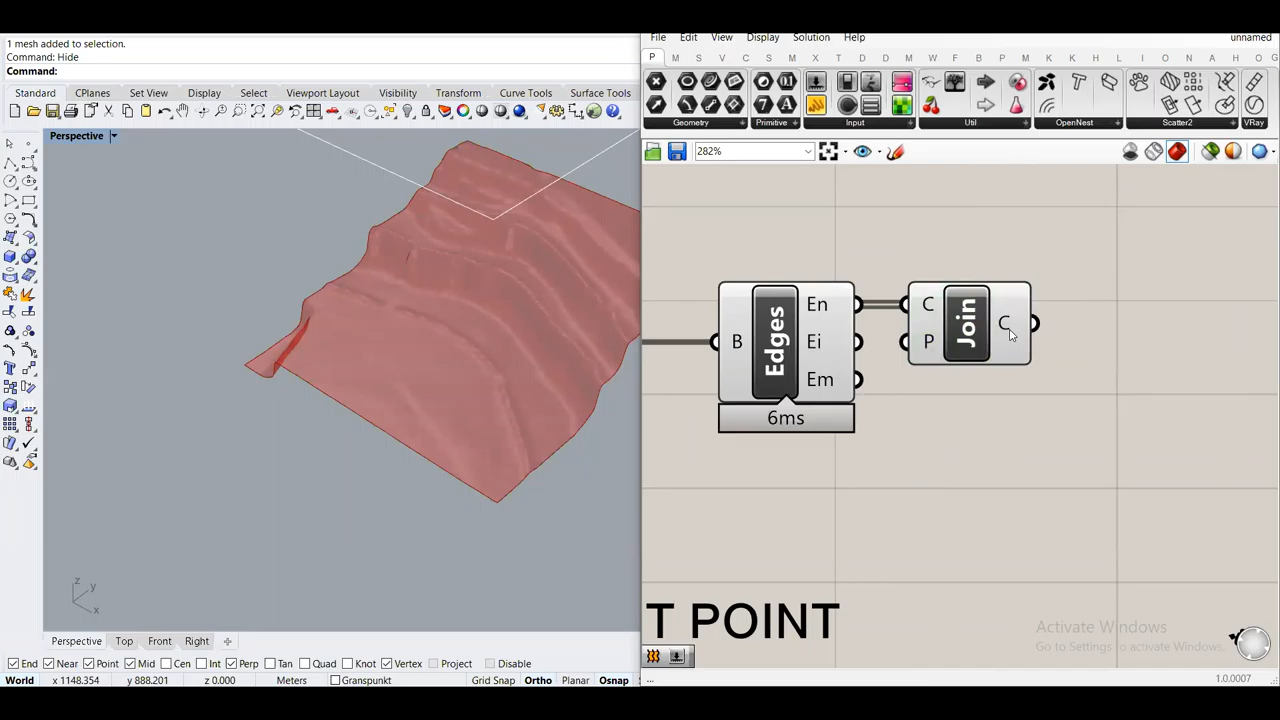 1 mesh added to selection.
Command: Hide
Command:
Standard CPlanes Set View Display Select Viewport Layout Visibility Transform Curve Tools Surface Tools
Perspective
z
y
x
Perspective Top Front Right
End Near Point Mid Cen Int Perp Tan Quad Knot Vertex Project Disable
World x 1148.354 y 888.201 z 0.000 Meters Granspunkt Grid Snap Ortho Planar Osnap
File Edit View Display Solution Help unnamed
P M S V C S M X T D D M K W F B P L S N A H O G
Geometry Primitive Input Util OpenNest Scatter2 VRay
282%
B Edges En Ei Em
6ms
C P Join C
T POINT
Activate Windows
Go to Settings to activate Windows.
...
1.0.0007